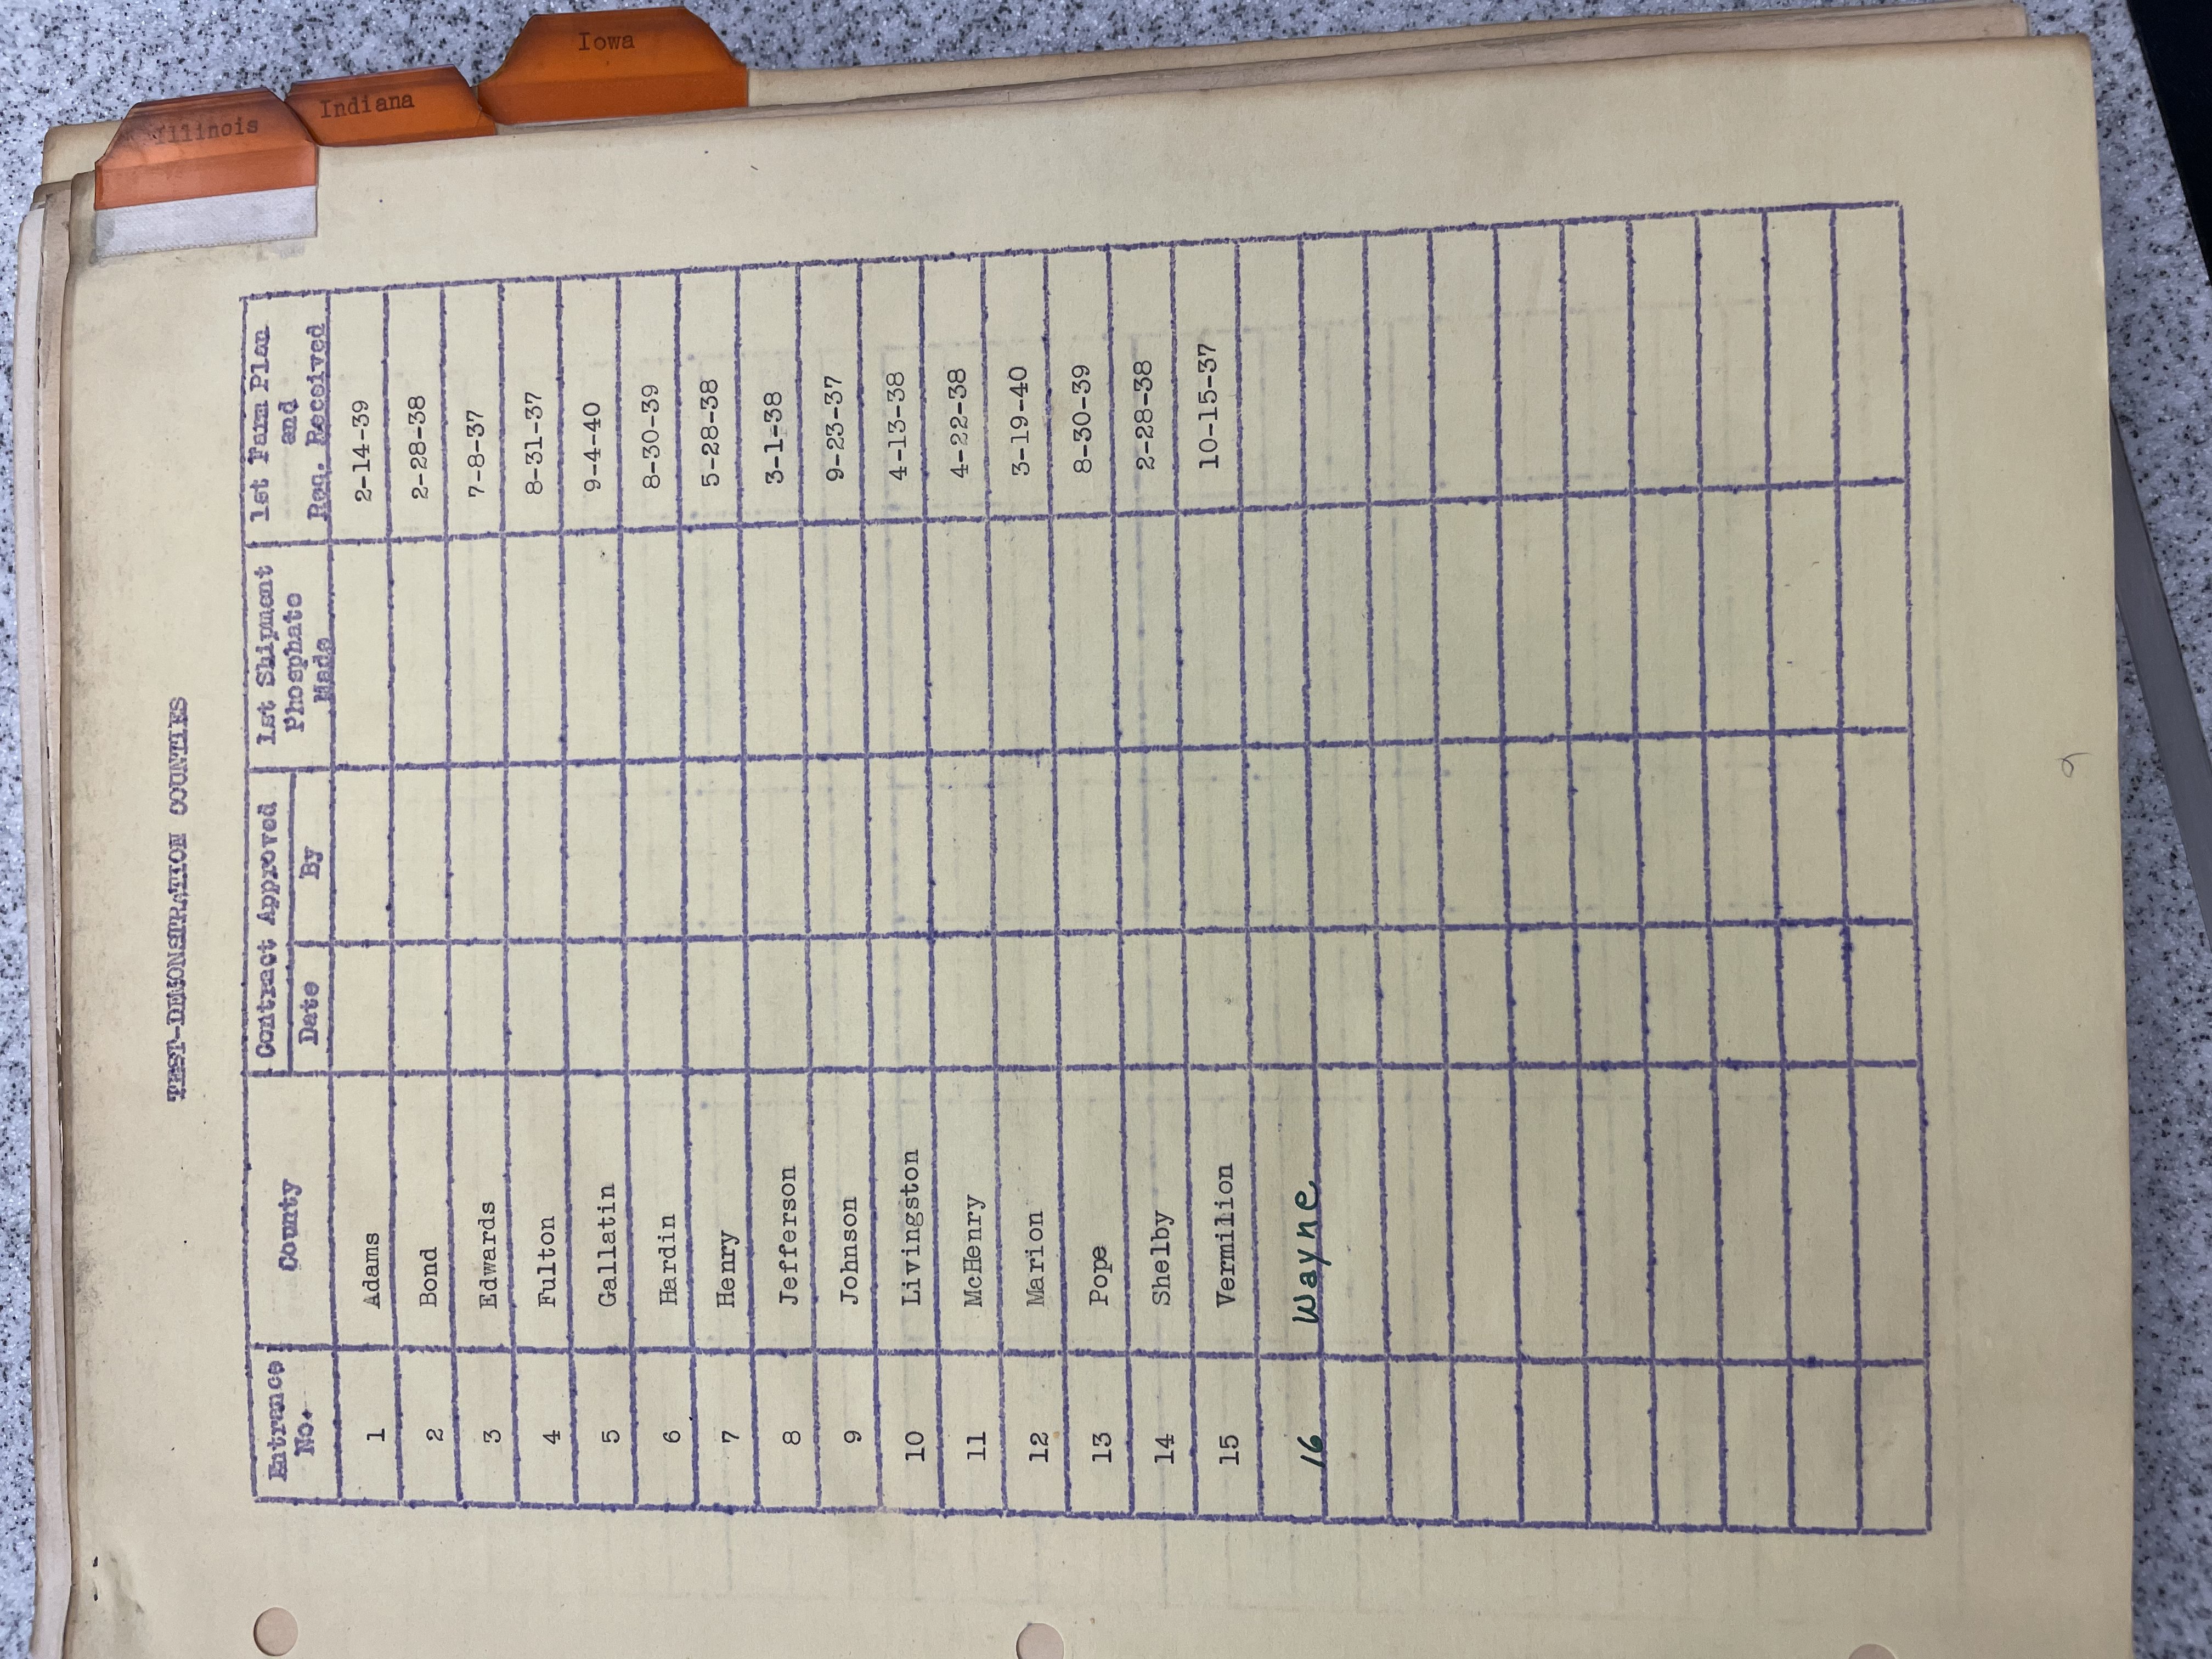 TEST-DEMONSTRATION COUNTIES
Entrance No. County Contract Approved Date By 1st Shipment Phosphate Made 1st Farm Plan and Req. Received
1 Adams 2-14-39
2 Bond 2-28-38
3 Edwards 7-8-37
4 Fulton 8-31-37
5 Gallatin 9-4-40
6 Hardin 8-30-39
7 Henry 5-28-38
8 Jefferson 3-1-38
9 Johnson 9-23-37
10 Livingston 4-13-38
11 McHenry 4-22-38
12 Marion 3-19-40
13 Pope 8-30-39
14 Shelby 2-28-38
15 Vermilion 10-15-37
16 Wayne
9
Illinois
Indiana
Iowa